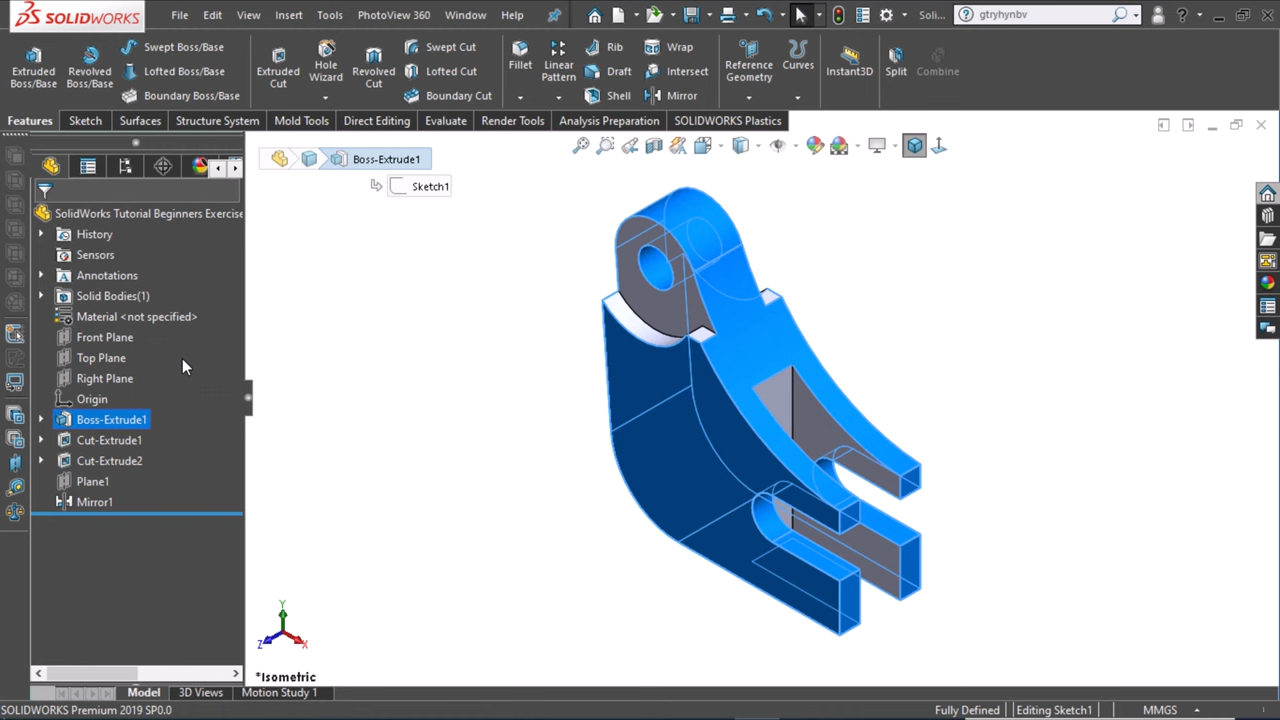 SOLIDWORKS File Edit View Insert Tools PhotoView 360 Window Help Soli... gtryhynbv ?
Extruded Boss/Base
Revolved Boss/Base
Swept Boss/Base
Lofted Boss/Base
Boundary Boss/Base
Extruded Cut
Hole Wizard
Revolved Cut
Swept Cut
Lofted Cut
Boundary Cut
Fillet
Linear Pattern
Rib
Draft
Shell
Wrap
Intersect
Mirror
Reference Geometry
Curves
Instant3D
Split
Combine
Features Sketch Surfaces Structure System Mold Tools Direct Editing Evaluate Render Tools Analysis Preparation SOLIDWORKS Plastics
Boss-Extrude1
Sketch1
SolidWorks Tutorial Beginners Exercise
History
Sensors
Annotations
Solid Bodies(1)
Material <not specified>
Front Plane
Top Plane
Right Plane
Origin
Boss-Extrude1
Cut-Extrude1
Cut-Extrude2
Plane1
Mirror1
Y
Z
X
*Isometric
Model 3D Views Motion Study 1
SOLIDWORKS Premium 2019 SP0.0 Fully Defined Editing Sketch1 MMGS